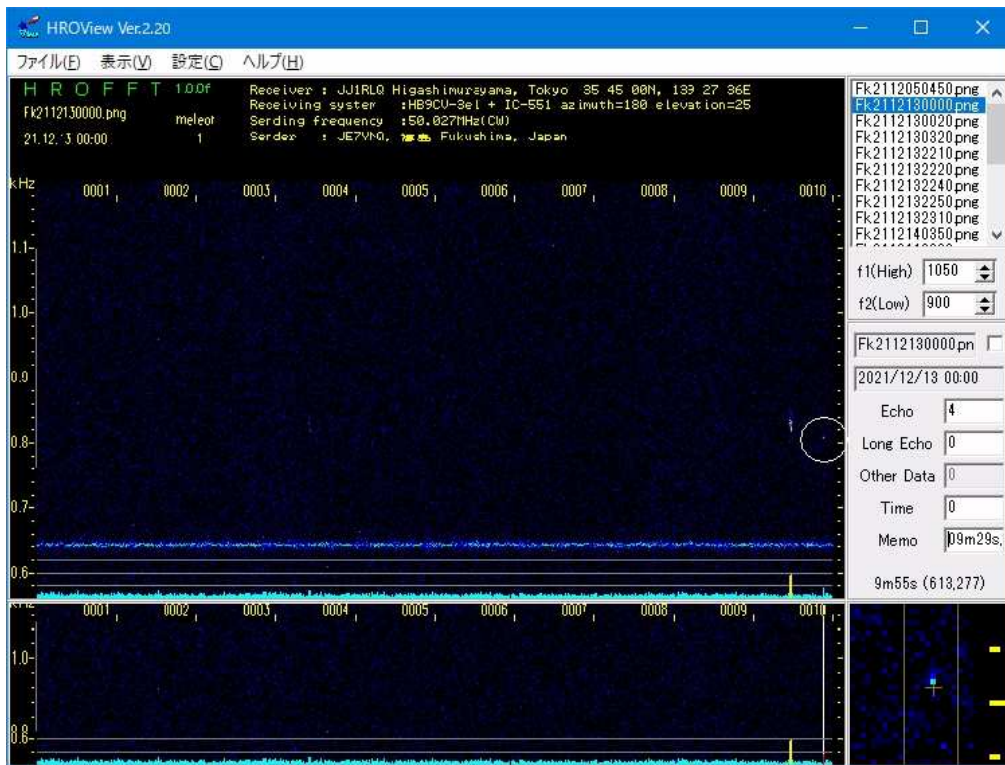 HROView Ver.2.20
ファイル(F) 表示(V) 設定(C) ヘルプ(H)
HROFFT 1.0.0f
Fk2112130000.png meleot
21.12.'3 00:00 1
Receiver : JJ1RLQ Higashimurayama, Tokyo 35 45 00N, 139 27 36E
Receiving syster :HB9CV-3el + IC-551 azimuth=180 elevation=25
Serding frequency :50.027MHz(CW)
Serder : JE7YNQ, Fukushima, Japan
kHz 0001 0002 0003 0004 0005 0006 0007 0008 0009 0010
1.1
1.0
0.9
0.8
0.7
0.6
kHz 0001 0002 0003 0004 0005 0006 0007 0008 0009 0010
1.0
Fk2112050450.png
Fk2112130000.png
Fk2112130020.png
Fk2112130320.png
Fk2112132210.png
Fk2112132220.png
Fk2112132240.png
Fk2112132250.png
Fk2112132310.png
Fk2112140350.png
f1(High) 1050
f2(Low) 900
Fk2112130000.pn
2021/12/13 00:00
Echo 4
Long Echo 0
Other Data 0
Time 0
Memo 09m29s,
9m55s (613,277)